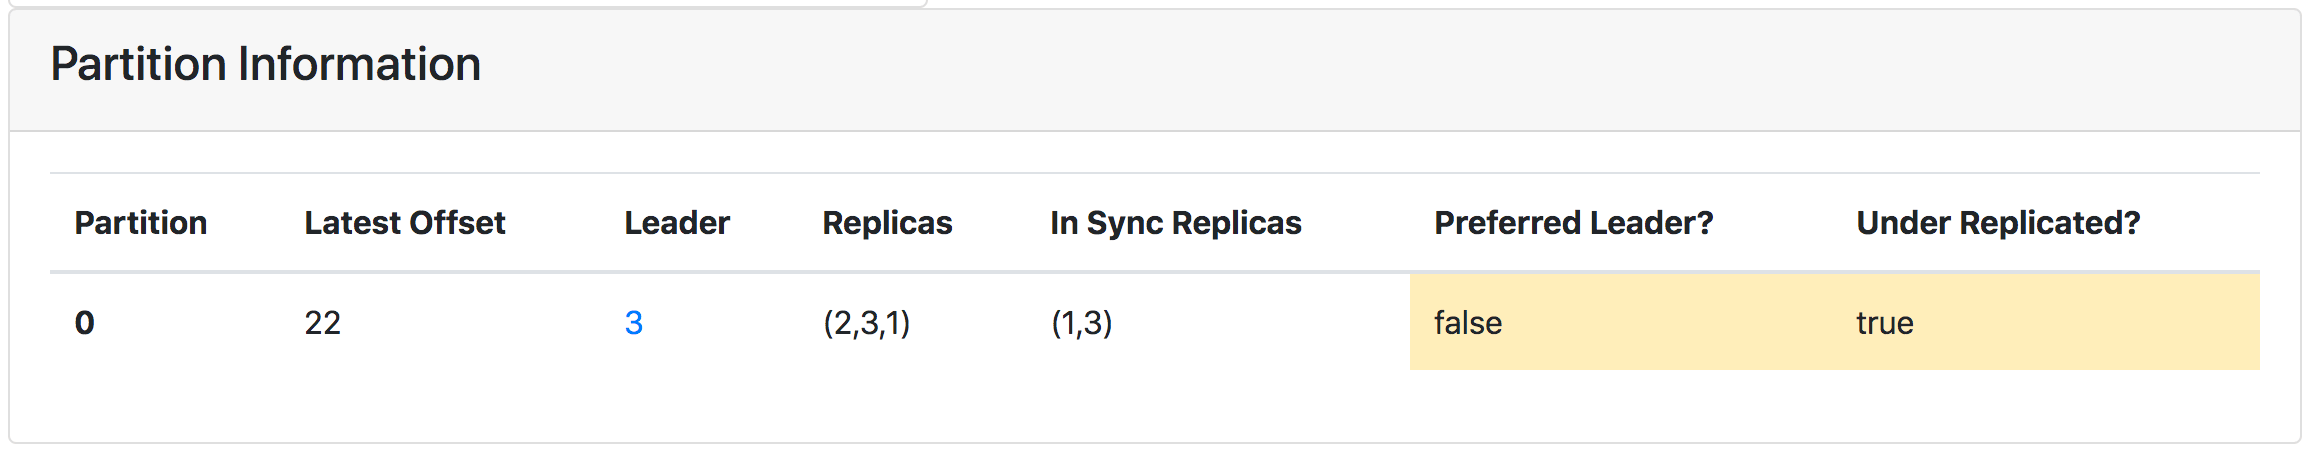 Partition Information
Partition Latest Offset Leader Replicas In Sync Replicas Preferred Leader? Under Replicated?
0 22 3 (2,3,1) (1,3) false true